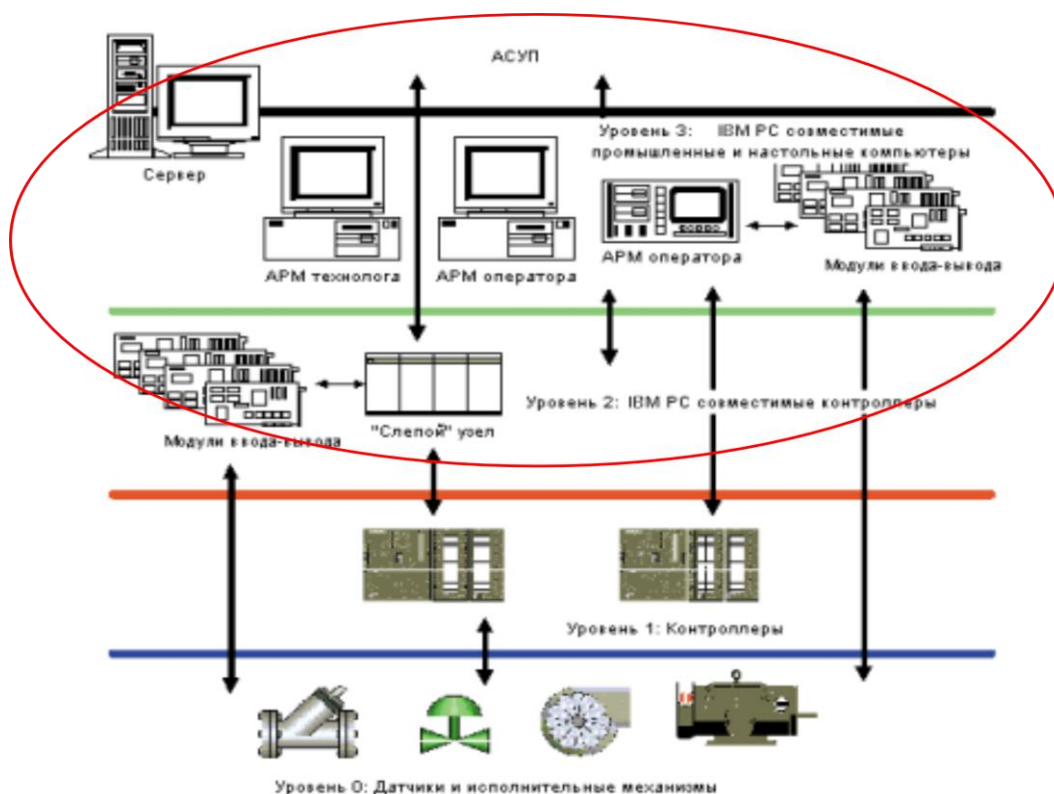 АСУП
Уровень 3: IBM PC совместимые
промышленные и настольные компьютеры
Сервер
АРМ технолога
АРМ оператора
АРМ оператора
Модули ввода-вывода
Уровень 2: IBM PC совместимые контроллеры
"Слепой" узел
Модули ввода-вывода
Уровень 1: Контроллеры
Уровень 0: Датчики и исполнительные механизмы